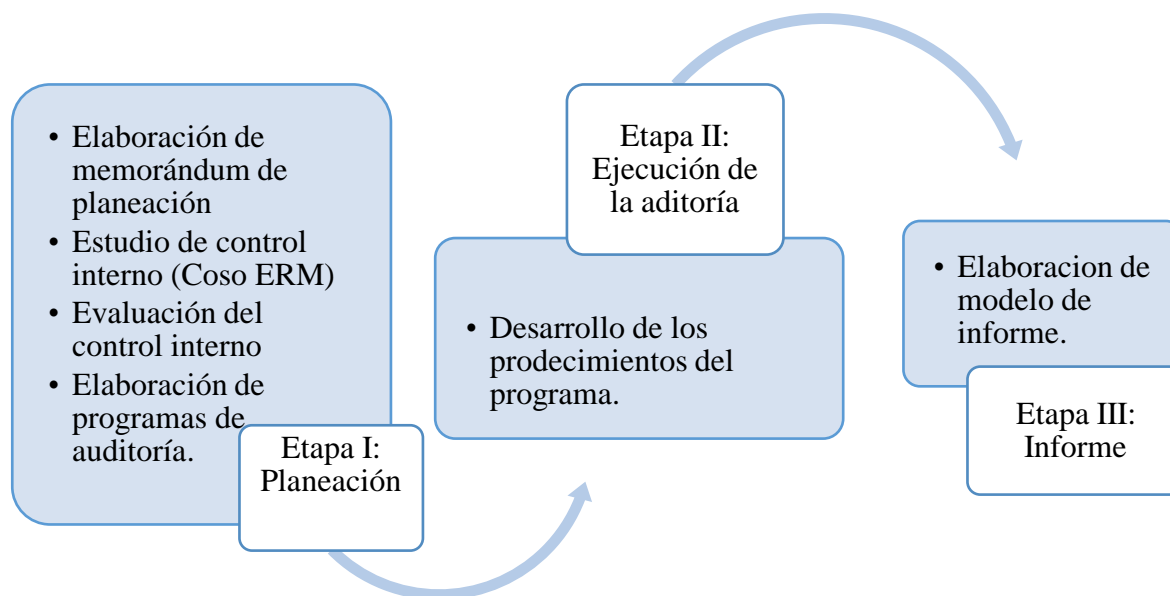 • Elaboración de
memorándum de
planeación
• Estudio de control
interno (Coso ERM)
• Evaluación del
control interno
• Elaboración de
programas de
auditoría.
Etapa I:
Planeación
Etapa II:
Ejecución de
la aditoría
• Desarrollo de los
prodecimientos del
programa.
• Elaboracion de
modelo de
informe.
Etapa III:
Informe